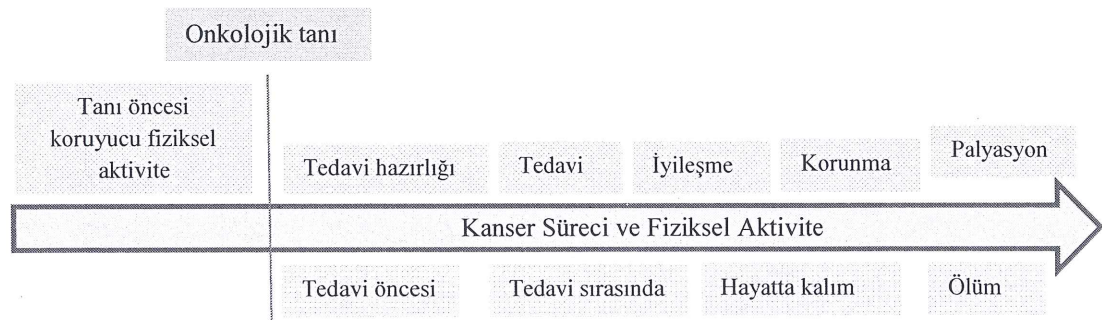 Onkolojik tanı
Tanı öncesi
koruyucu fiziksel
aktivite
Tedavi hazırlığı
Tedavi
İyileşme
Korunma
Palyasyon
Kanser Süreci ve Fiziksel Aktivite
Tedavi öncesi
Tedavi sırasında
Hayatta kalım
Ölüm